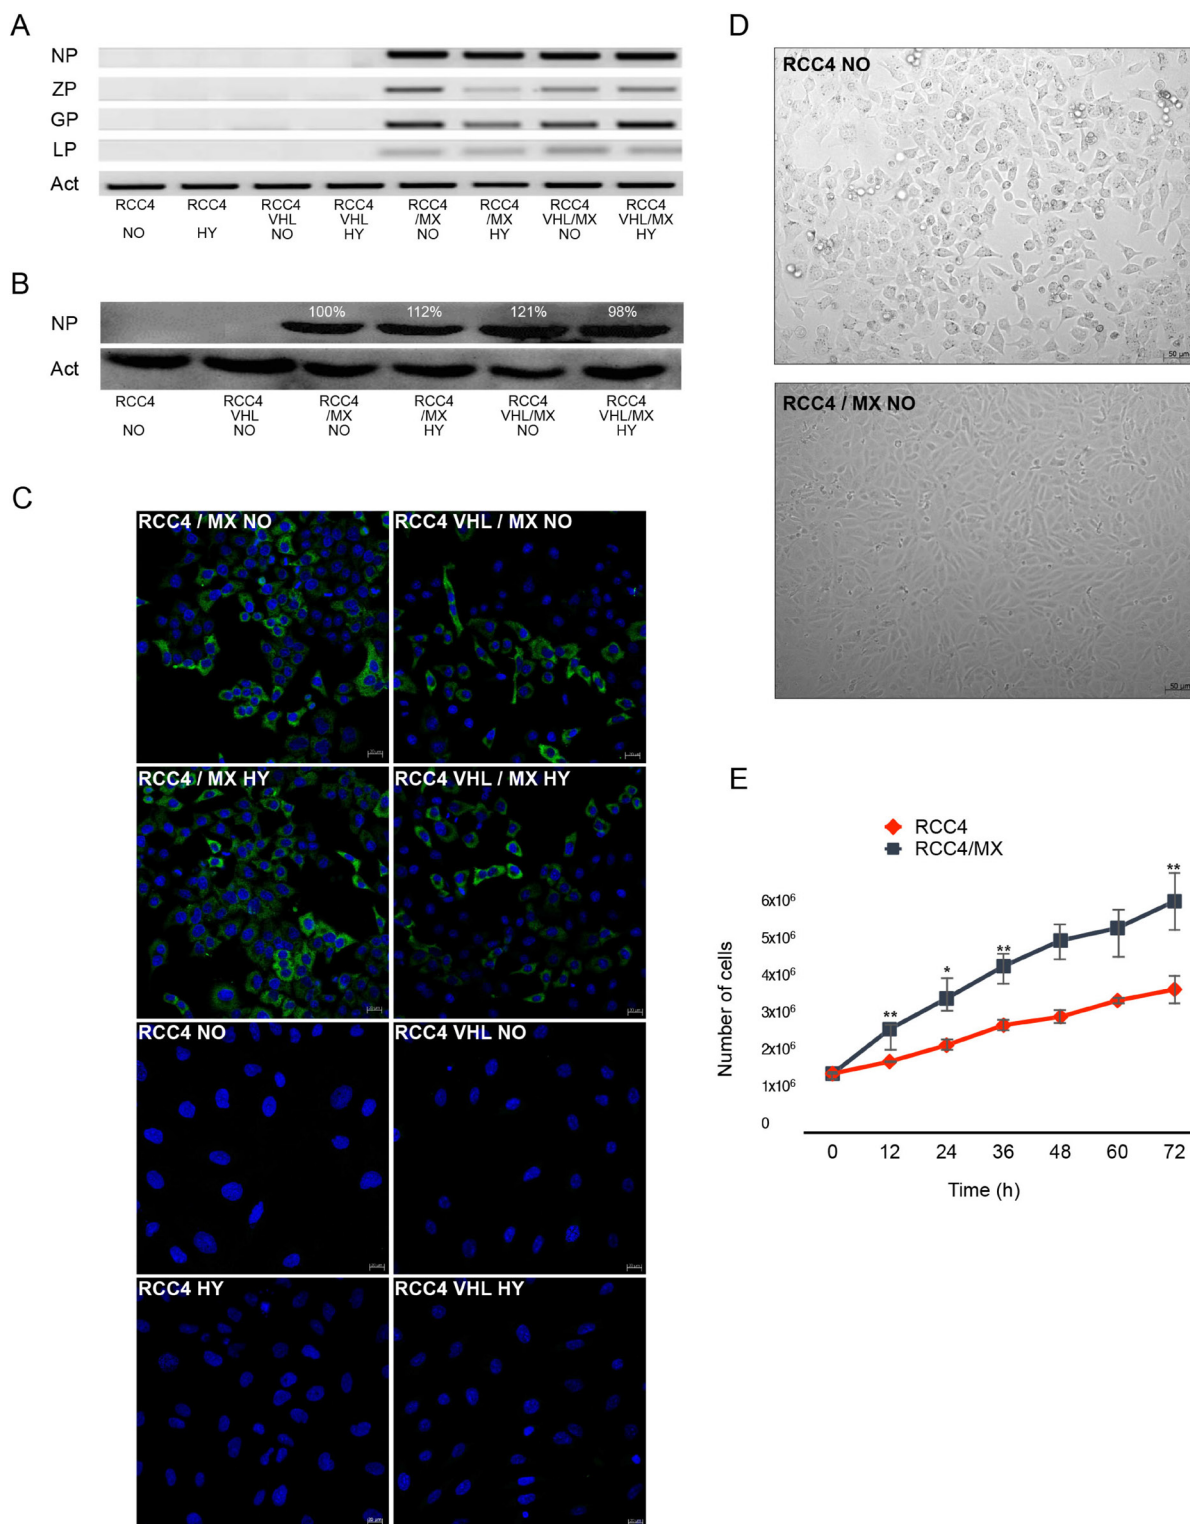 A
NP
ZP
GP
LP
Act
RCC4 RCC4 RCC4 RCC4 RCC4 RCC4 RCC4 RCC4
VHL VHL /MX /MX VHL/MX VHL/MX
NO HY NO HY NO HY NO HY
B
NP 100% 112% 121% 98%
Act
RCC4 RCC4 RCC4 RCC4 RCC4 RCC4
VHL /MX /MX VHL/MX VHL/MX
NO NO NO HY NO HY
C
RCC4 / MX NO
RCC4 VHL / MX NO
RCC4 / MX HY
RCC4 VHL / MX HY
RCC4 NO
RCC4 VHL NO
RCC4 HY
RCC4 VHL HY
D
RCC4 NO
50 µm
RCC4 / MX NO
50 µm
E
RCC4
RCC4/MX
Number of cells
6x10⁶
5x10⁶
4x10⁶
3x10⁶
2x10⁶
1x10⁶
0
** * ** **
0 12 24 36 48 60 72
Time (h)